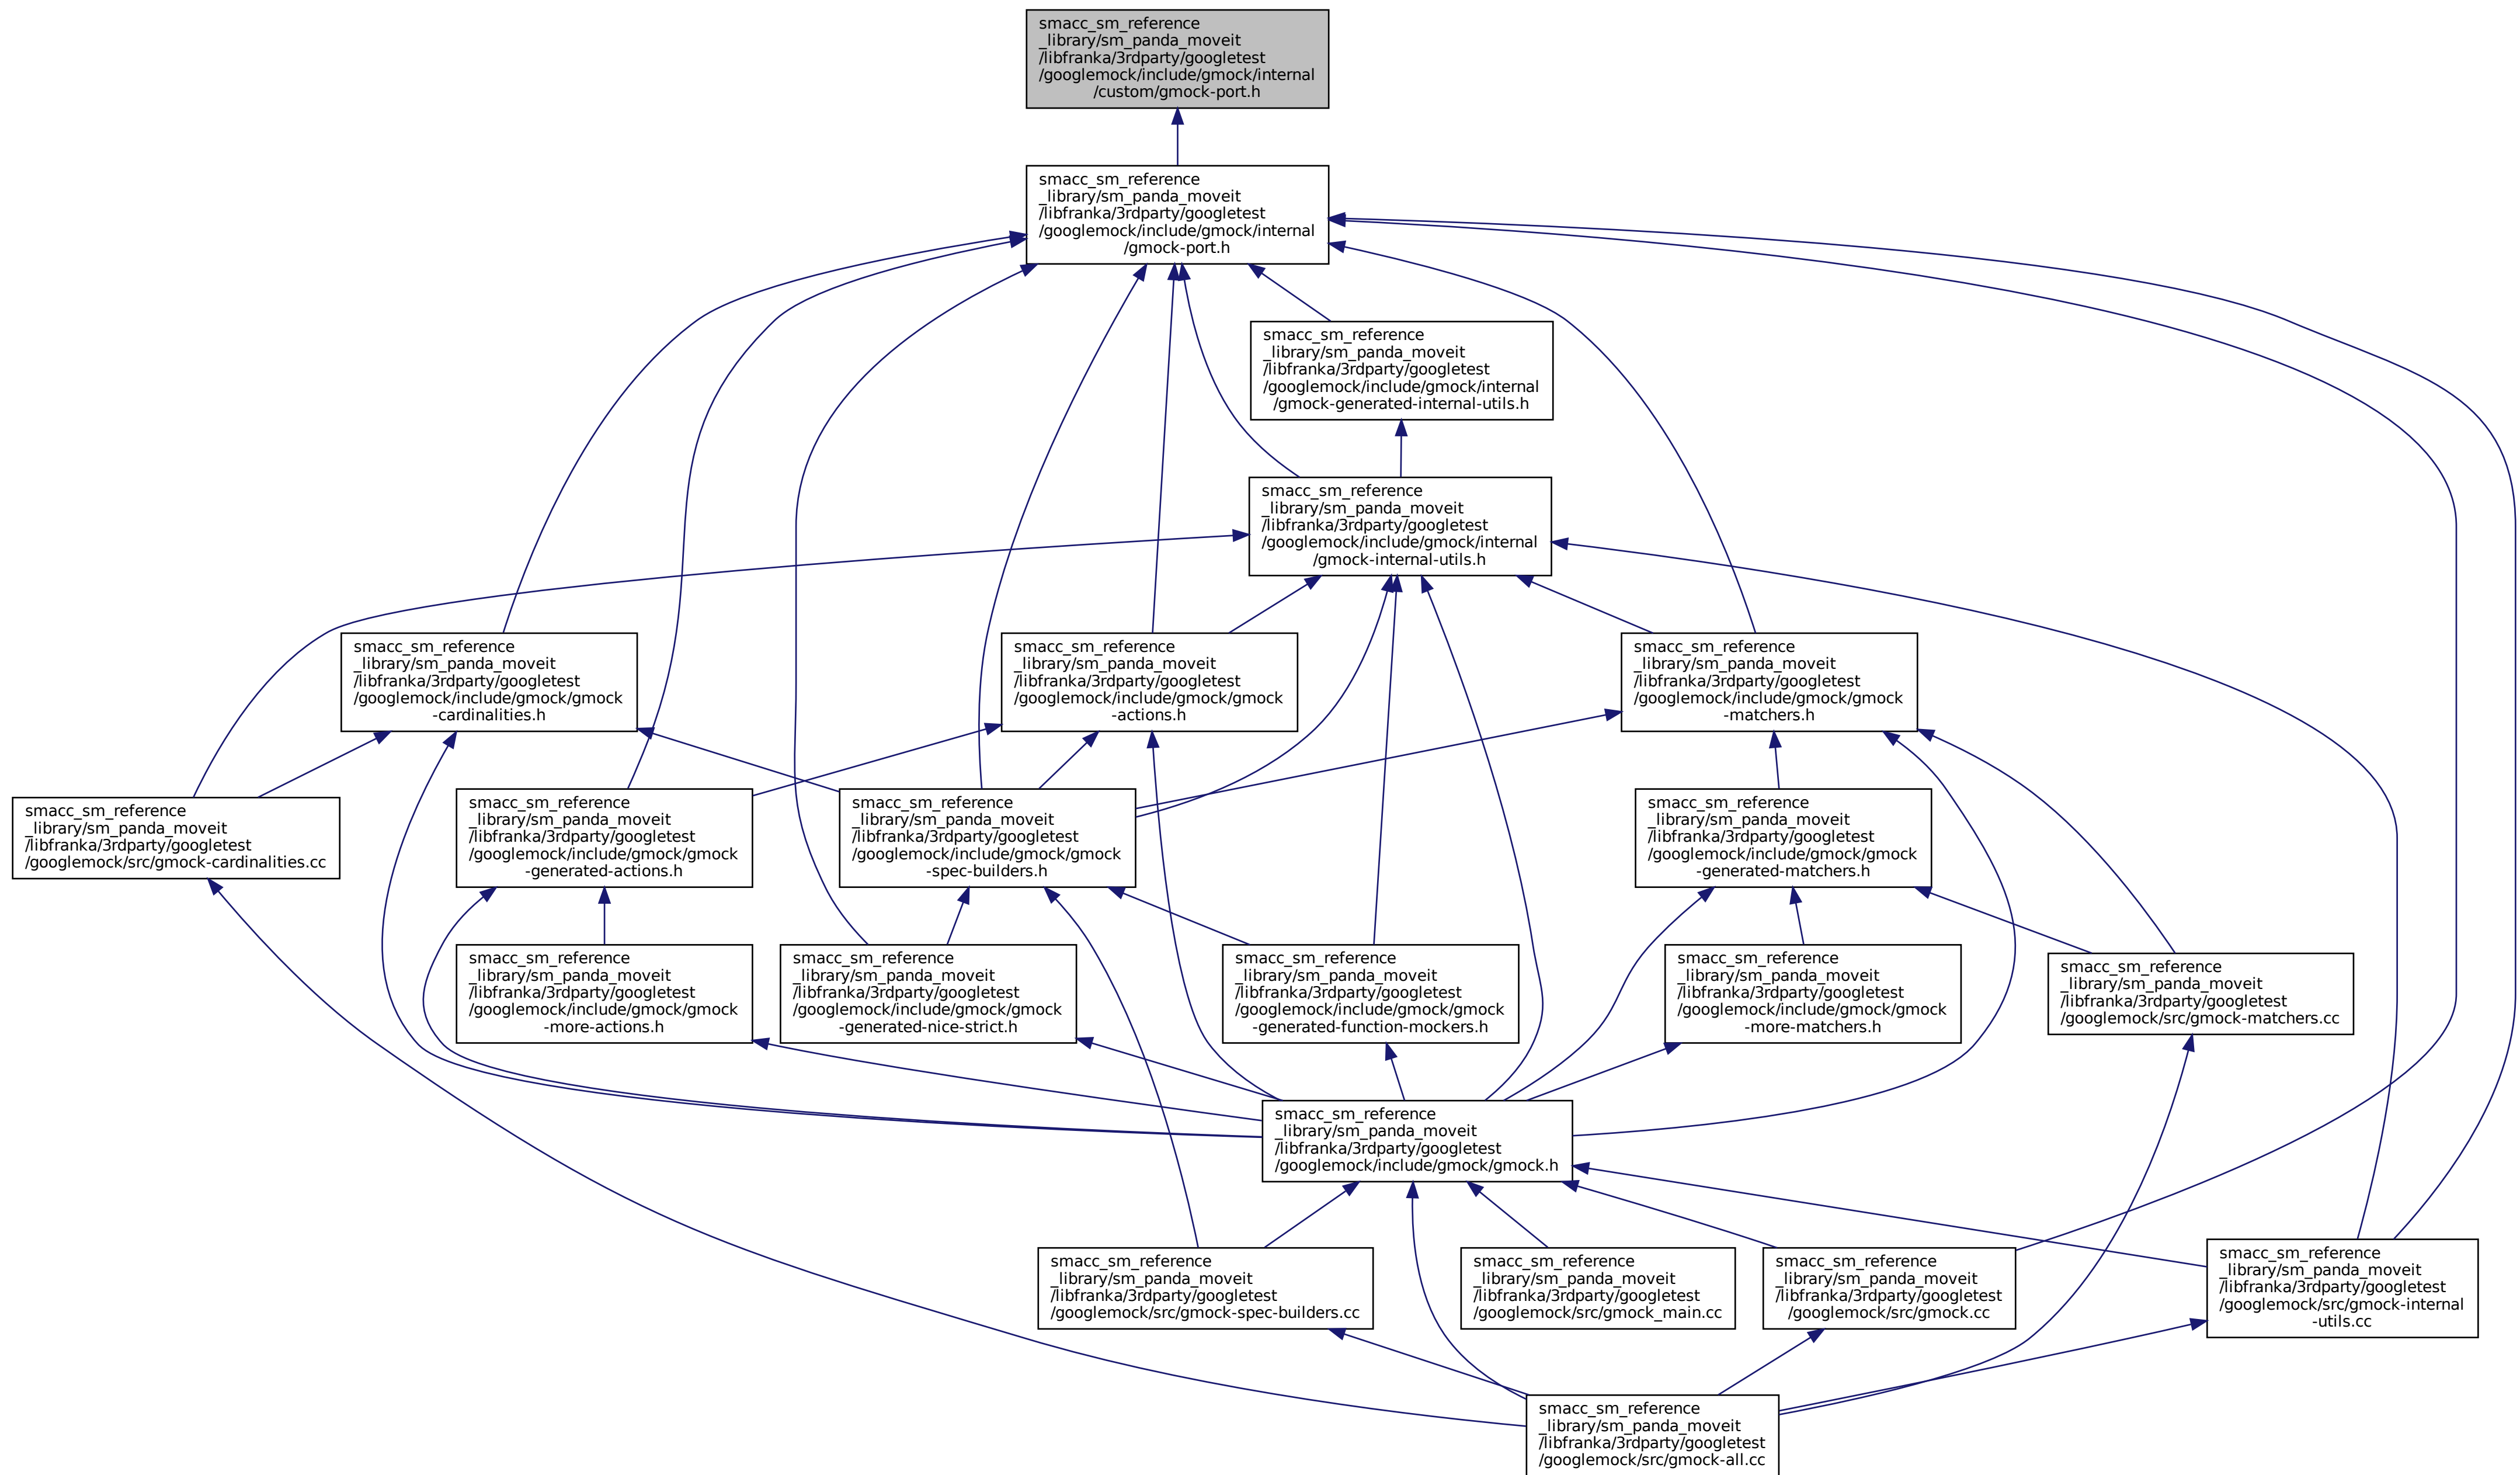 smacc_sm_reference
_library/sm_panda_moveit
/libfranka/3rdparty/googletest
/googlemock/include/gmock/internal
/custom/gmock-port.h
smacc_sm_reference
_library/sm_panda_moveit
/libfranka/3rdparty/googletest
/googlemock/include/gmock/internal
/gmock-port.h
smacc_sm_reference
_library/sm_panda_moveit
/libfranka/3rdparty/googletest
/googlemock/include/gmock/internal
/gmock-generated-internal-utils.h
smacc_sm_reference
_library/sm_panda_moveit
/libfranka/3rdparty/googletest
/googlemock/include/gmock/internal
/gmock-internal-utils.h
smacc_sm_reference
_library/sm_panda_moveit
/libfranka/3rdparty/googletest
/googlemock/include/gmock/gmock
-cardinalities.h
smacc_sm_reference
_library/sm_panda_moveit
/libfranka/3rdparty/googletest
/googlemock/include/gmock/gmock
-actions.h
smacc_sm_reference
_library/sm_panda_moveit
/libfranka/3rdparty/googletest
/googlemock/include/gmock/gmock
-matchers.h
smacc_sm_reference
_library/sm_panda_moveit
/libfranka/3rdparty/googletest
/googlemock/src/gmock-cardinalities.cc
smacc_sm_reference
_library/sm_panda_moveit
/libfranka/3rdparty/googletest
/googlemock/include/gmock/gmock
-generated-actions.h
smacc_sm_reference
_library/sm_panda_moveit
/libfranka/3rdparty/googletest
/googlemock/include/gmock/gmock
-spec-builders.h
smacc_sm_reference
_library/sm_panda_moveit
/libfranka/3rdparty/googletest
/googlemock/include/gmock/gmock
-generated-matchers.h
smacc_sm_reference
_library/sm_panda_moveit
/libfranka/3rdparty/googletest
/googlemock/include/gmock/gmock
-more-actions.h
smacc_sm_reference
_library/sm_panda_moveit
/libfranka/3rdparty/googletest
/googlemock/include/gmock/gmock
-generated-nice-strict.h
smacc_sm_reference
_library/sm_panda_moveit
/libfranka/3rdparty/googletest
/googlemock/include/gmock/gmock
-generated-function-mockers.h
smacc_sm_reference
_library/sm_panda_moveit
/libfranka/3rdparty/googletest
/googlemock/include/gmock/gmock
-more-matchers.h
smacc_sm_reference
_library/sm_panda_moveit
/libfranka/3rdparty/googletest
/googlemock/src/gmock-matchers.cc
smacc_sm_reference
_library/sm_panda_moveit
/libfranka/3rdparty/googletest
/googlemock/include/gmock/gmock.h
smacc_sm_reference
_library/sm_panda_moveit
/libfranka/3rdparty/googletest
/googlemock/src/gmock-spec-builders.cc
smacc_sm_reference
_library/sm_panda_moveit
/libfranka/3rdparty/googletest
/googlemock/src/gmock_main.cc
smacc_sm_reference
_library/sm_panda_moveit
/libfranka/3rdparty/googletest
/googlemock/src/gmock.cc
smacc_sm_reference
_library/sm_panda_moveit
/libfranka/3rdparty/googletest
/googlemock/src/gmock-internal
-utils.cc
smacc_sm_reference
_library/sm_panda_moveit
/libfranka/3rdparty/googletest
/googlemock/src/gmock-all.cc